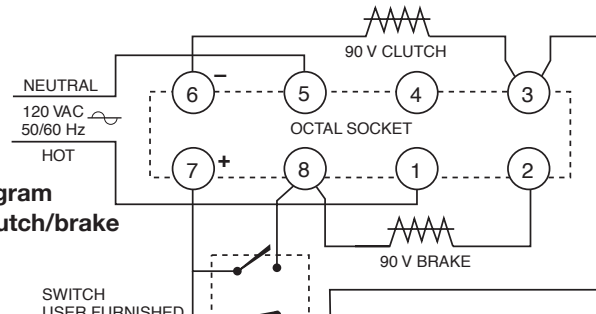 90 V CLUTCH
NEUTRAL
6
–
5
4
3
120 VAC
50/60 Hz
OCTAL SOCKET
HOT
7
+
8
1
2
gram
utch/brake
90 V BRAKE
SWITCH
USER FURNISHED